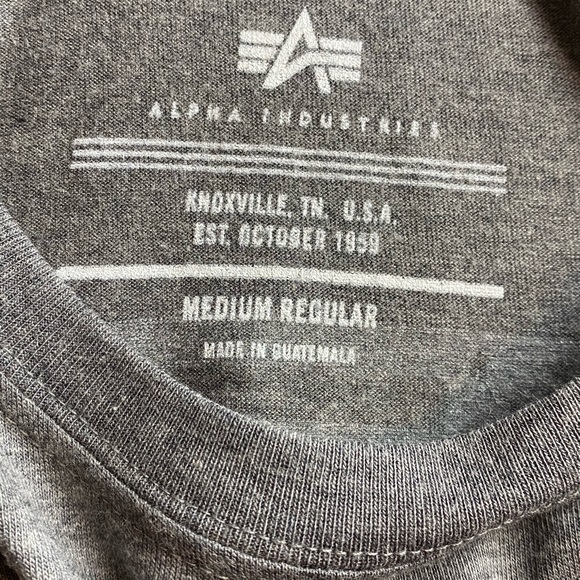 ALPHA INDUSTRIES
KNOXVILLE, TN. U.S.A.
EST. OCTOBER 1959
MEDIUM REGULAR
MADE IN GUATEMALA